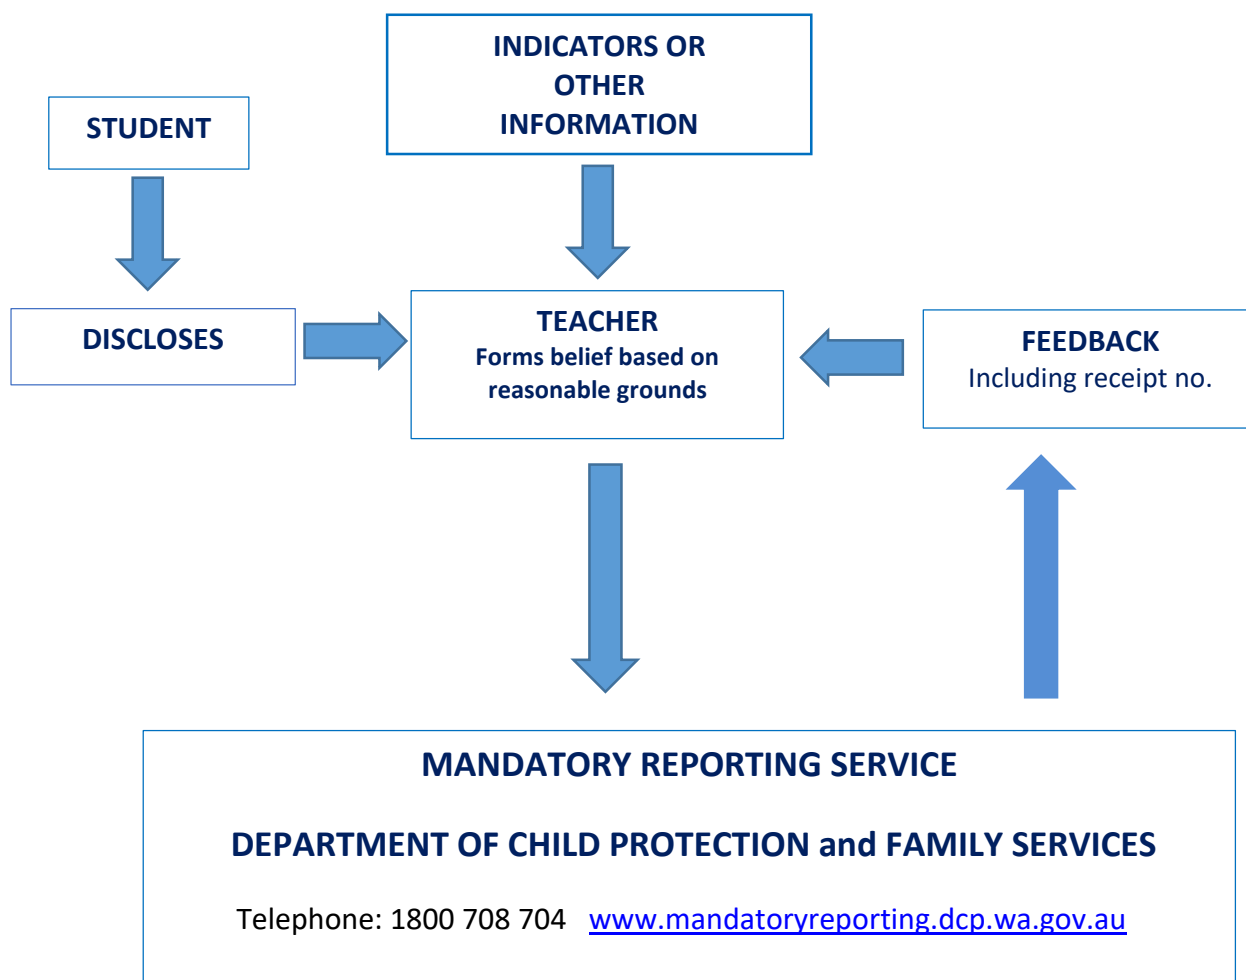 INDICATORS OR
OTHER
INFORMATION
STUDENT
DISCLOSES
TEACHER
Forms belief based on
reasonable grounds
FEEDBACK
Including receipt no.
MANDATORY REPORTING SERVICE
DEPARTMENT OF CHILD PROTECTION and FAMILY SERVICES
Telephone: 1800 708 704 www.mandatoryreporting.dcp.wa.gov.au